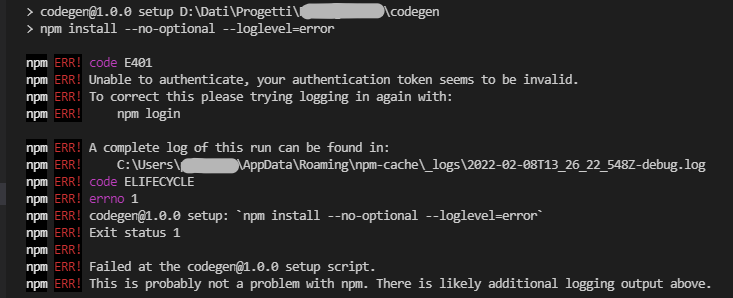 > codegen@1.0.0 setup D:\Dati\Progetti\ \codegen
> npm install --no-optional --loglevel=error
npm ERR! code E401
npm ERR! Unable to authenticate, your authentication token seems to be invalid.
npm ERR! To correct this please trying logging in again with:
npm ERR!     npm login
npm ERR! A complete log of this run can be found in:
npm ERR!     C:\Users\ \AppData\Roaming\npm-cache\_logs\2022-02-08T13_26_22_548Z-debug.log
npm ERR! code ELIFECYCLE
npm ERR! errno 1
npm ERR! codegen@1.0.0 setup: `npm install --no-optional --loglevel=error`
npm ERR! Exit status 1
npm ERR!
npm ERR! Failed at the codegen@1.0.0 setup script.
npm ERR! This is probably not a problem with npm. There is likely additional logging output above.